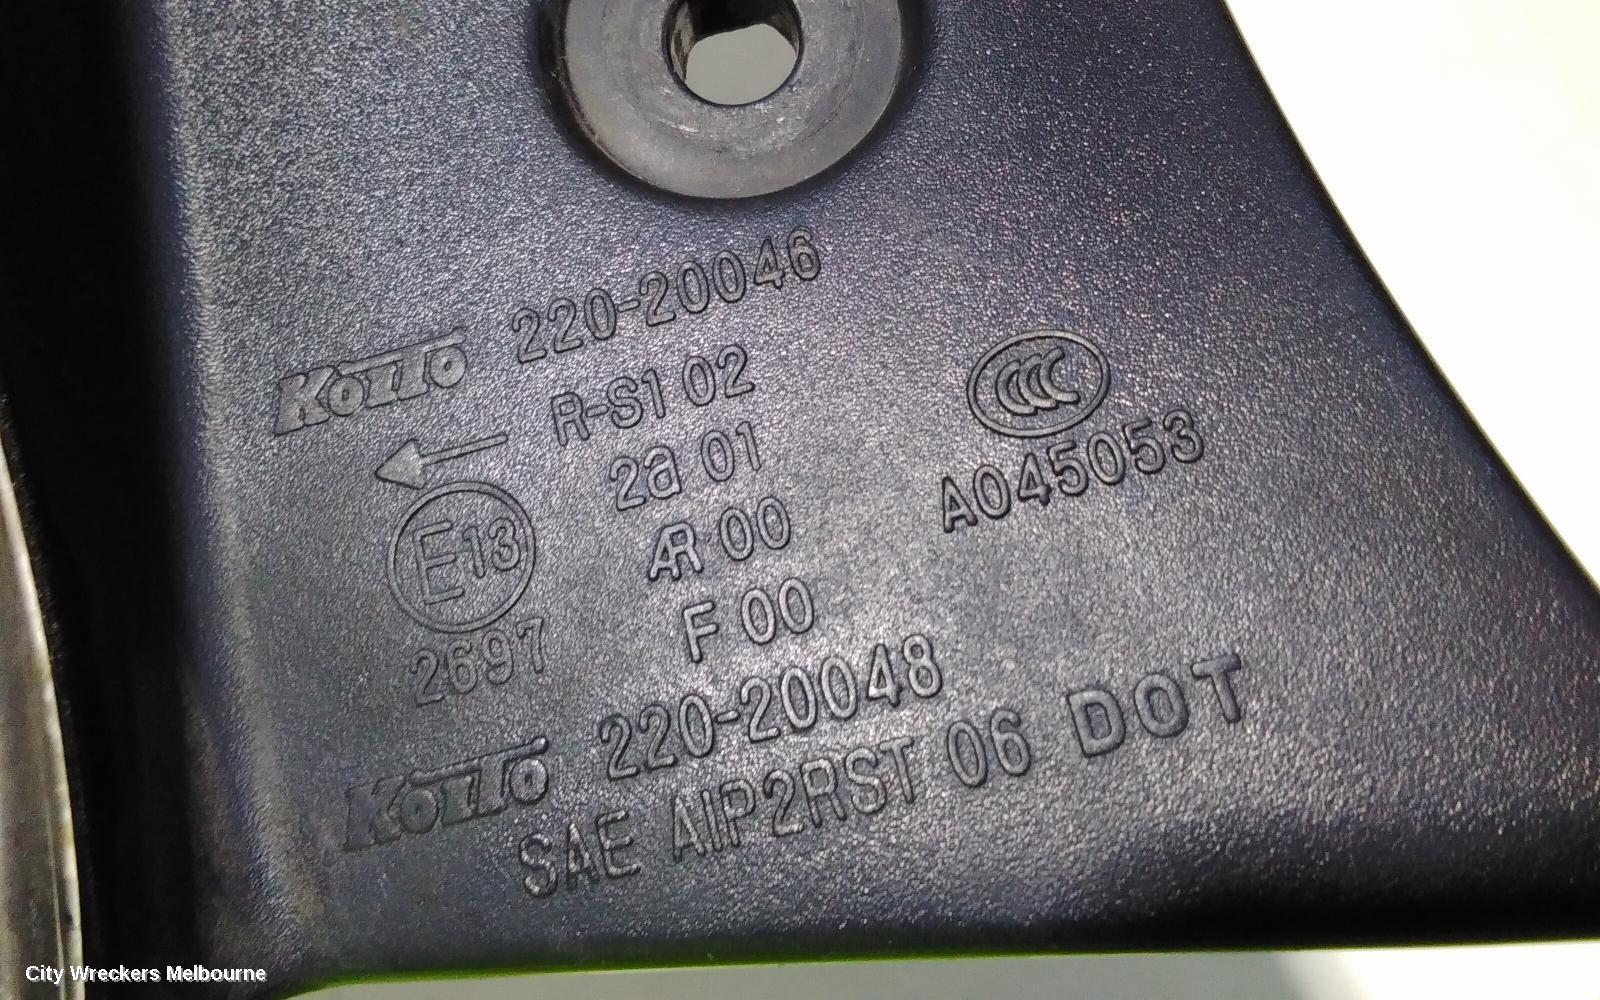 KOITO 220-20046
R-S1 02
2a 01
AR 00
F 00
E13
2697
CCC
A045053
KOITO 220-20048
SAE AIP2RST 06 DOT
City Wreckers Melbourne